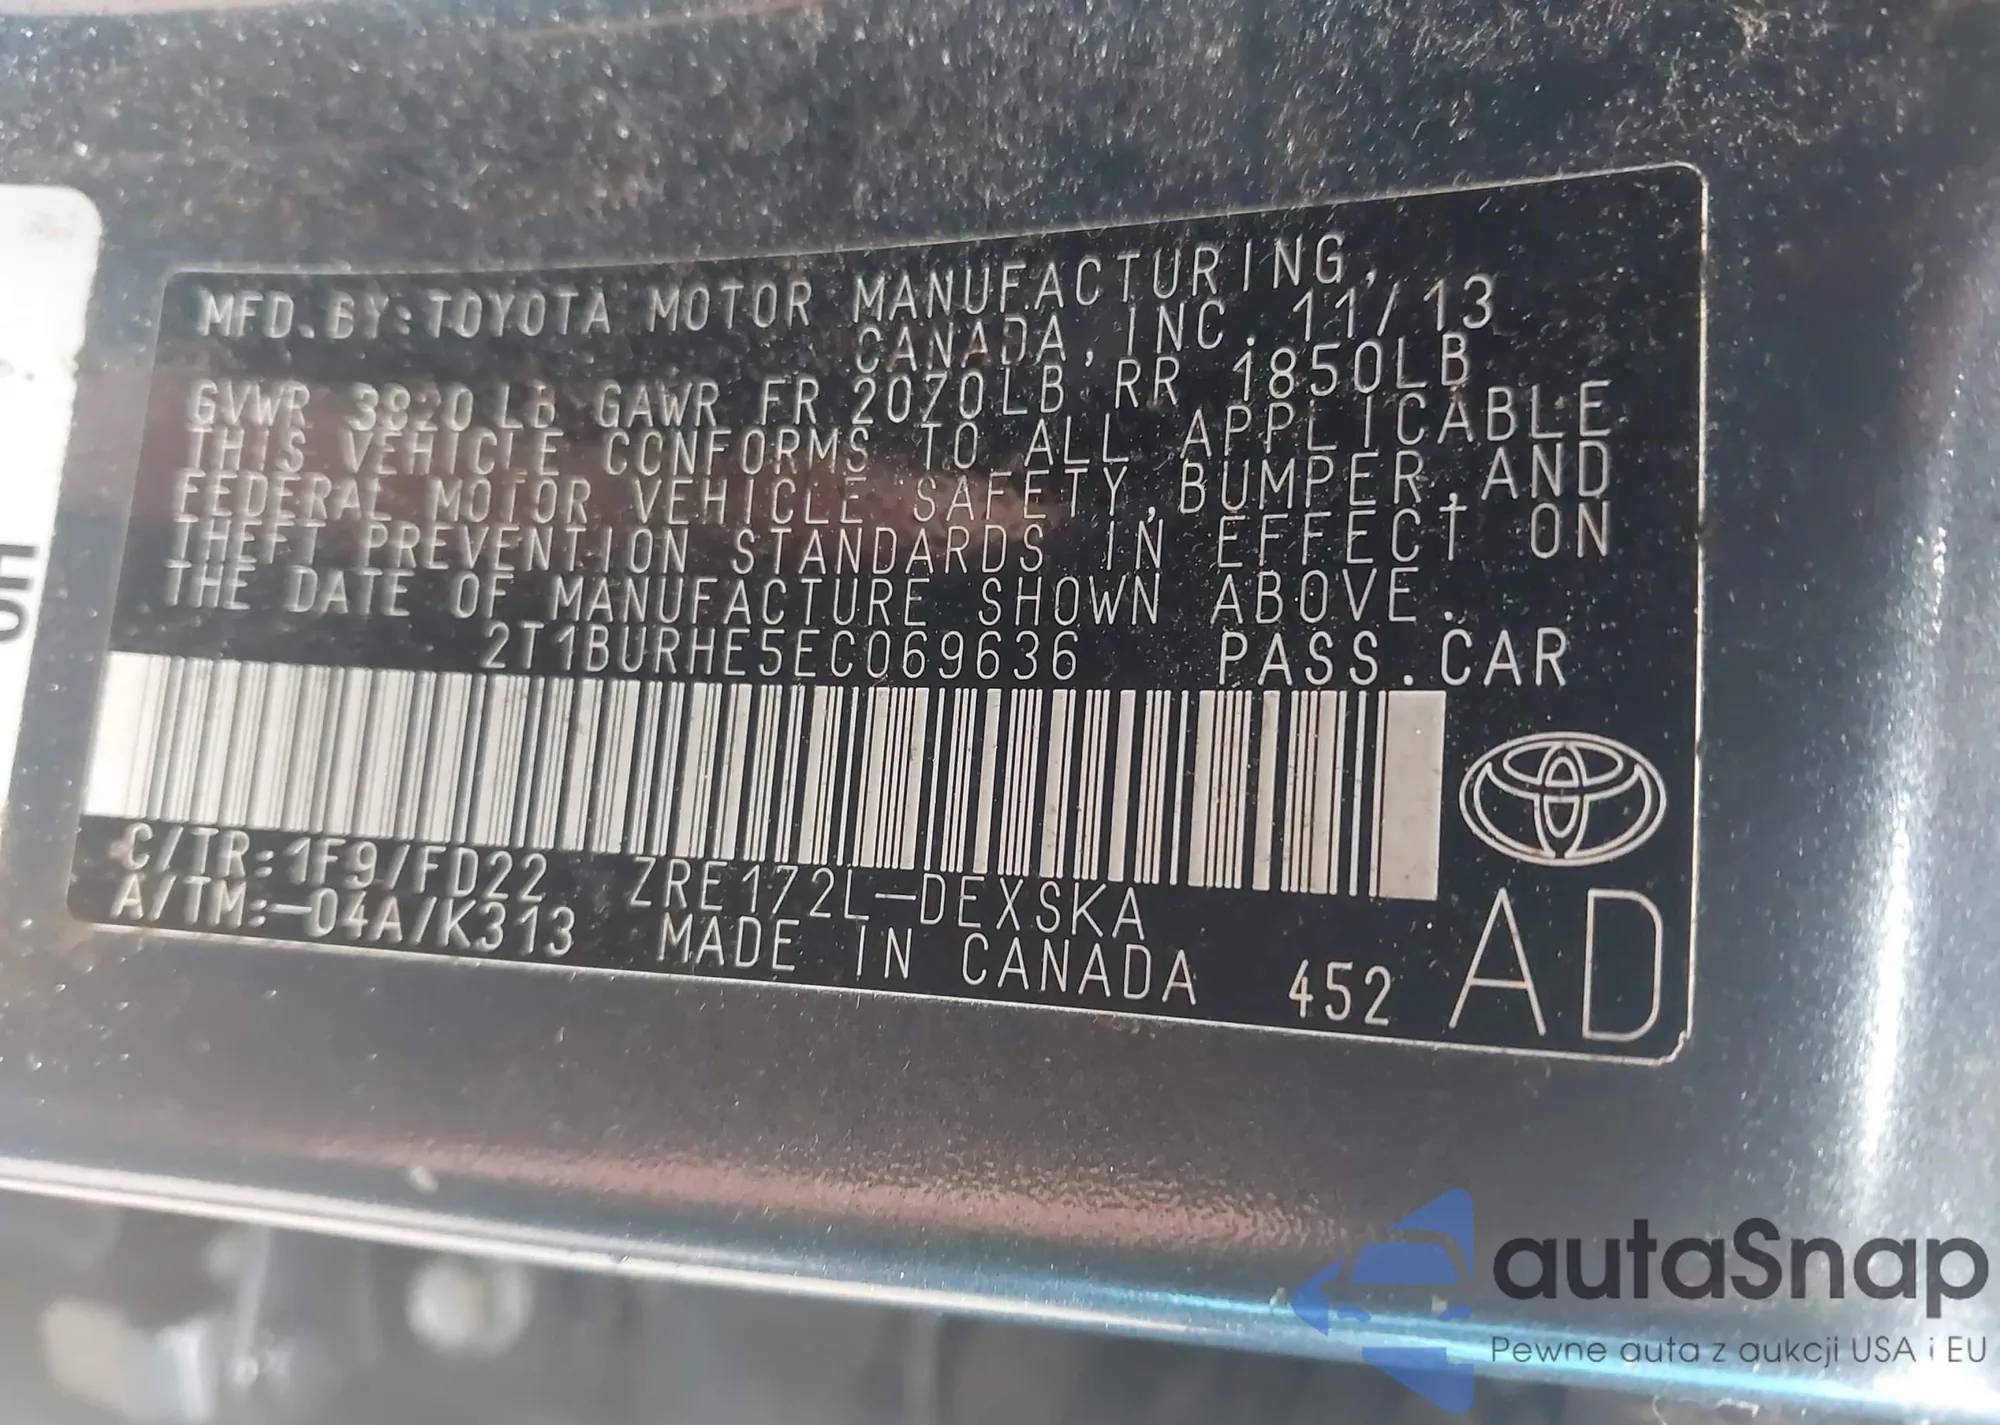 MFD. BY: TOYOTA MOTOR MANUFACTURING,
CANADA, INC. 11/13
GVWR 3820 LB GAWR FR 2070LB RR 1850LB
THIS VEHICLE CONFORMS TO ALL APPLICABLE
FEDERAL MOTOR VEHICLE SAFETY, BUMPER, AND
THEFT PREVENTION STANDARDS IN EFFECT ON
THE DATE OF MANUFACTURE SHOWN ABOVE.
2T1BURHE5EC069636 PASS.CAR
C/TR:1F9/FD22 ZRE172L-DEXSKA
A/TM:-04A/K313 MADE IN CANADA 452 AD
autaSnap
Pewne auta z aukcji USA i EU